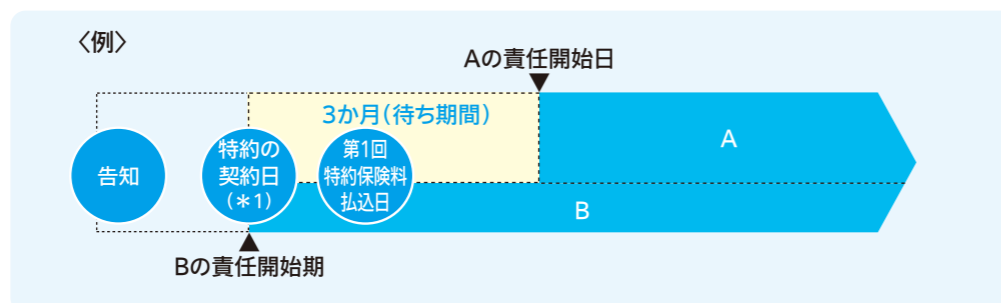 〈例〉
Aの責任開始日
3か月(待ち期間)
告知
特約の
契約日
(*1)
第1回
特約保険料
払込日
A
B
Bの責任開始期